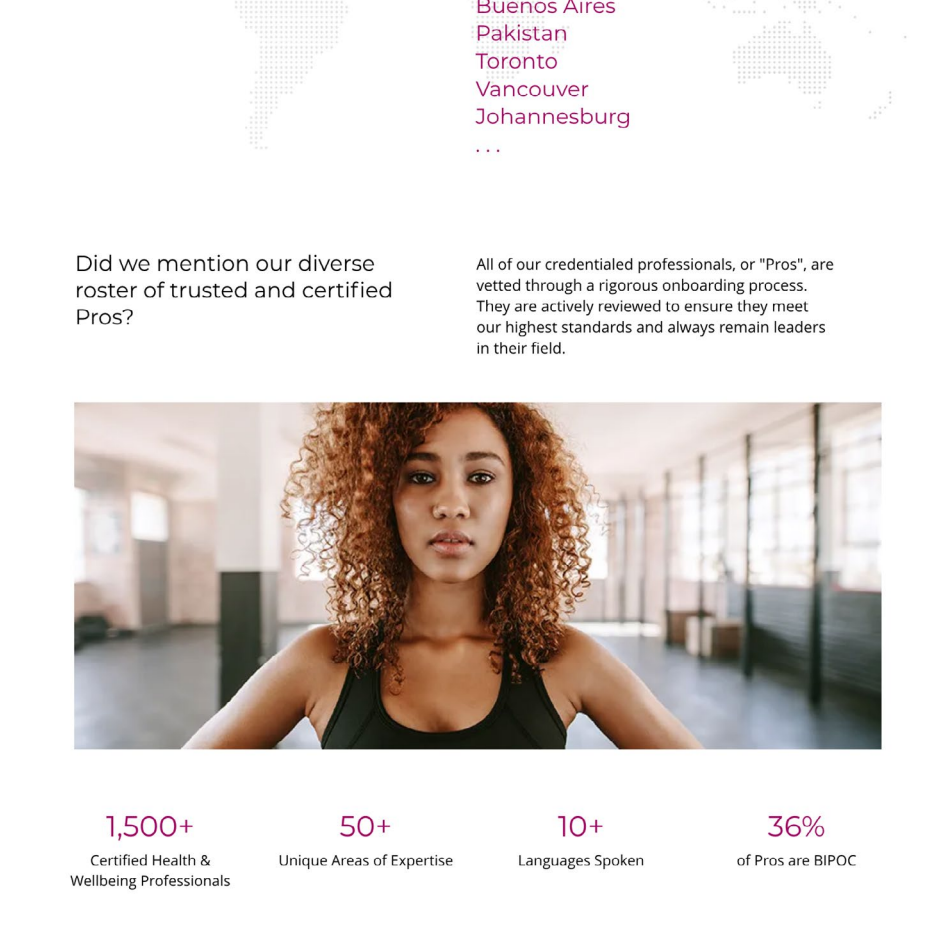 Buenos Aires
Pakistan
Toronto
Vancouver
Johannesburg
...
Did we mention our diverse
roster of trusted and certified
Pros?
All of our credentialed professionals, or "Pros", are
vetted through a rigorous onboarding process.
They are actively reviewed to ensure they meet
our highest standards and always remain leaders
in their field.
1,500+
Certified Health &
Wellbeing Professionals
50+
Unique Areas of Expertise
10+
Languages Spoken
36%
of Pros are BIPOC